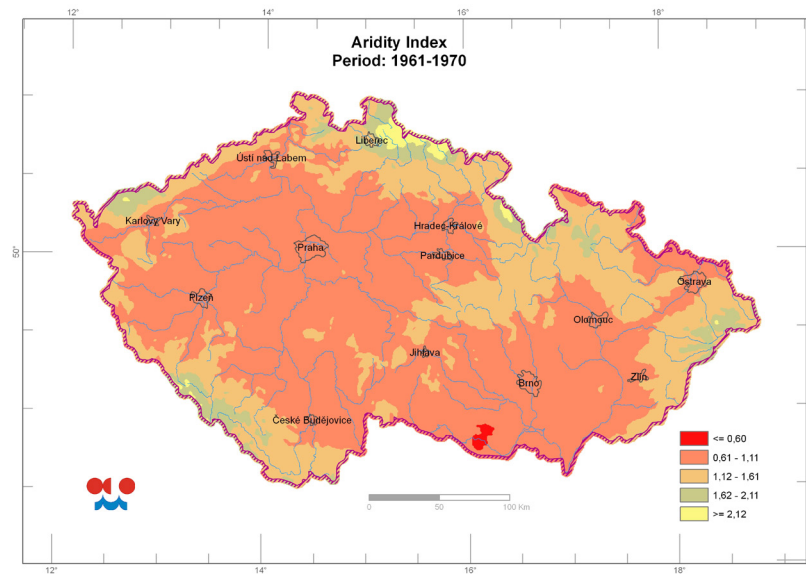 12°
14°
16°
18°
Aridity Index
Period: 1961-1970
Liberec
Ústí nad Labem
Karlovy Vary
Hradec Králové
50°
Praha
50°
Pardubice
Ostrava
Plzeň
Olomouc
Jihlava
Brno
Zlín
České Budějovice
<= 0,60
0,61 - 1,11
1,12 - 1,61
1,62 - 2,11
>= 2,12
0 50 100 Km
12°
14°
16°
18°